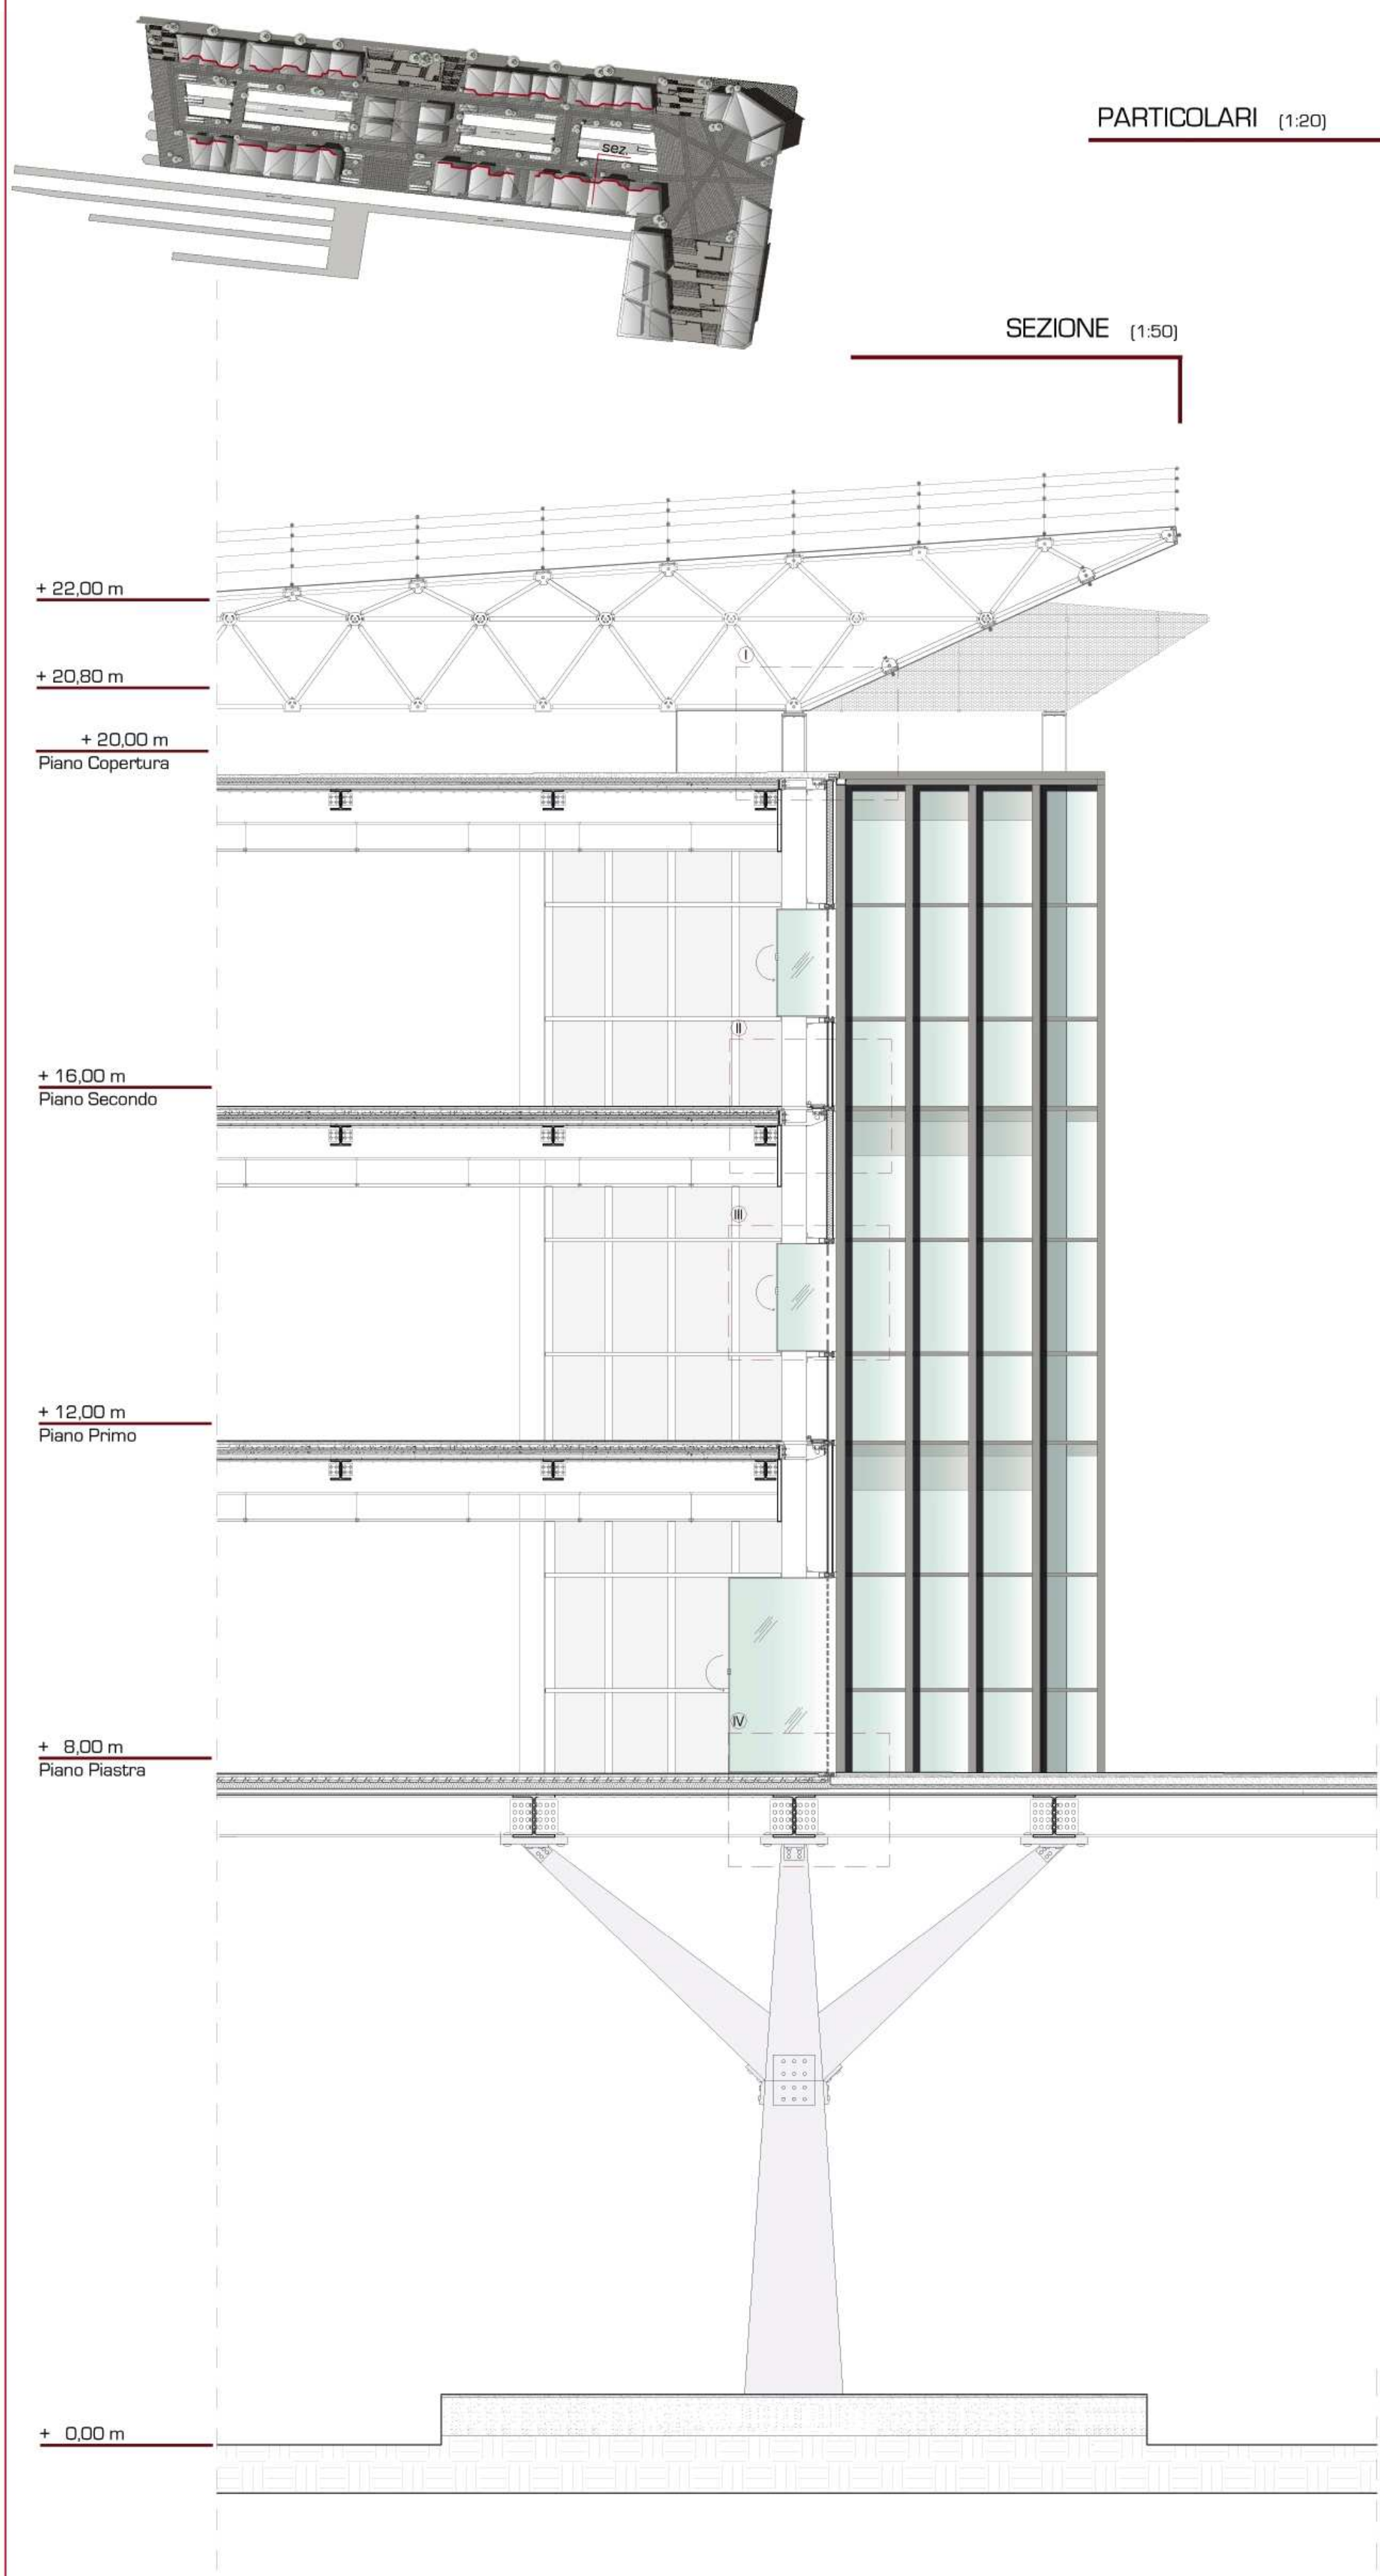 sez.
PARTICOLARI (1:20)
SEZIONE (1:50)
+ 22,00 m
I
+ 20,80 m
+ 20,00 m
Piano Copertura
II
+ 16,00 m
Piano Secondo
III
+ 12,00 m
Piano Primo
IV
+ 8,00 m
Piano Piastra
+ 0,00 m